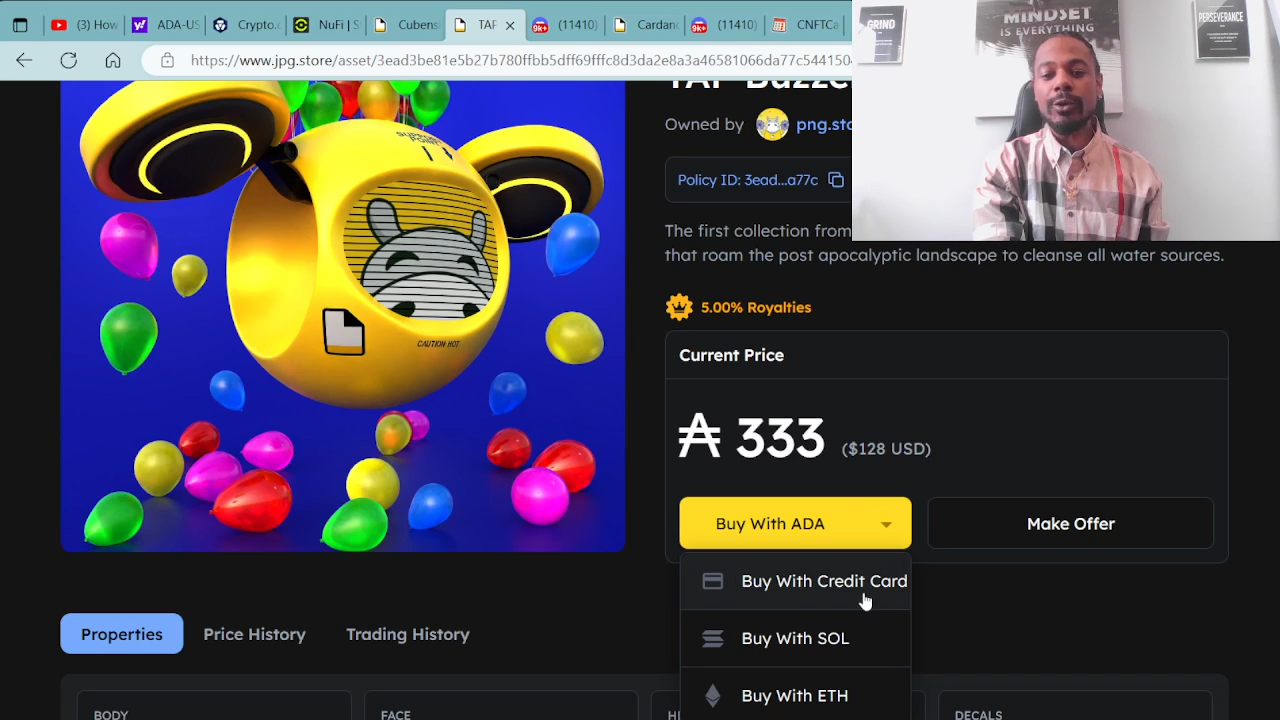 (3) How
ADA-US
Crypto.
NuFi | S
Cubens
TAP
(11410)
Cardan
(11410)
CNFTCa
https://www.jpg.store/asset/3ead3be81e5b27b7
Owned by png.sto
Policy ID: 3ead...a77c
The first collection from
that roam the post apocalyptic landscape to cleanse all water sources.
5.00% Royalties
Current Price
₳ 333 ($128 USD)
Buy With ADA
Make Offer
Buy With Credit Card
Buy With SOL
Buy With ETH
Properties
Price History
Trading History
BODY
FACE
DECALS
GRIND
MINDSET
IS EVERYTHING
PERSEVERANCE
CAUTION HOT